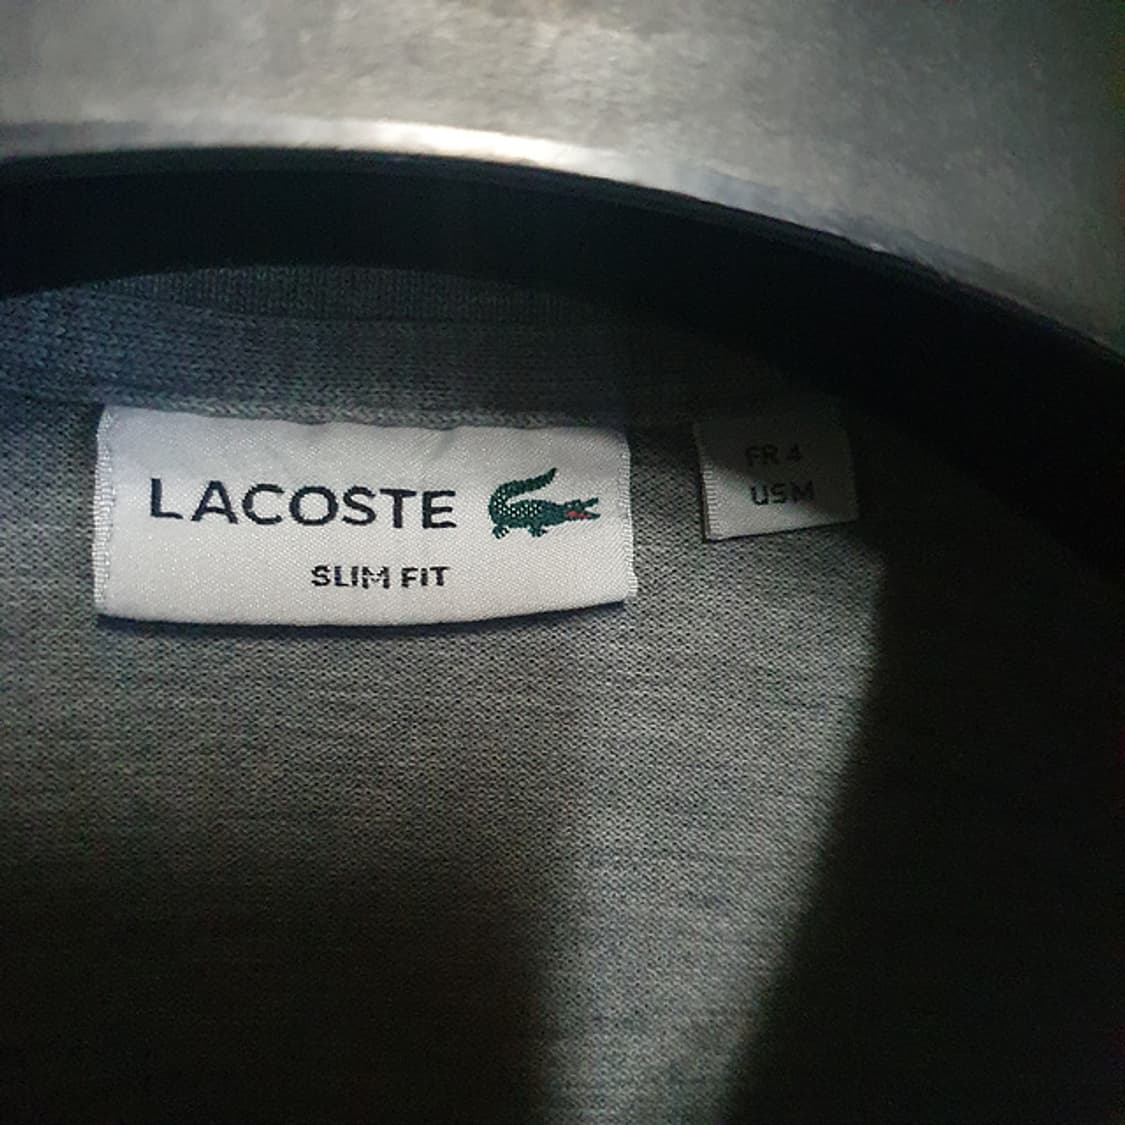 LACOSTE
SLIM FiT
FR 4
US M